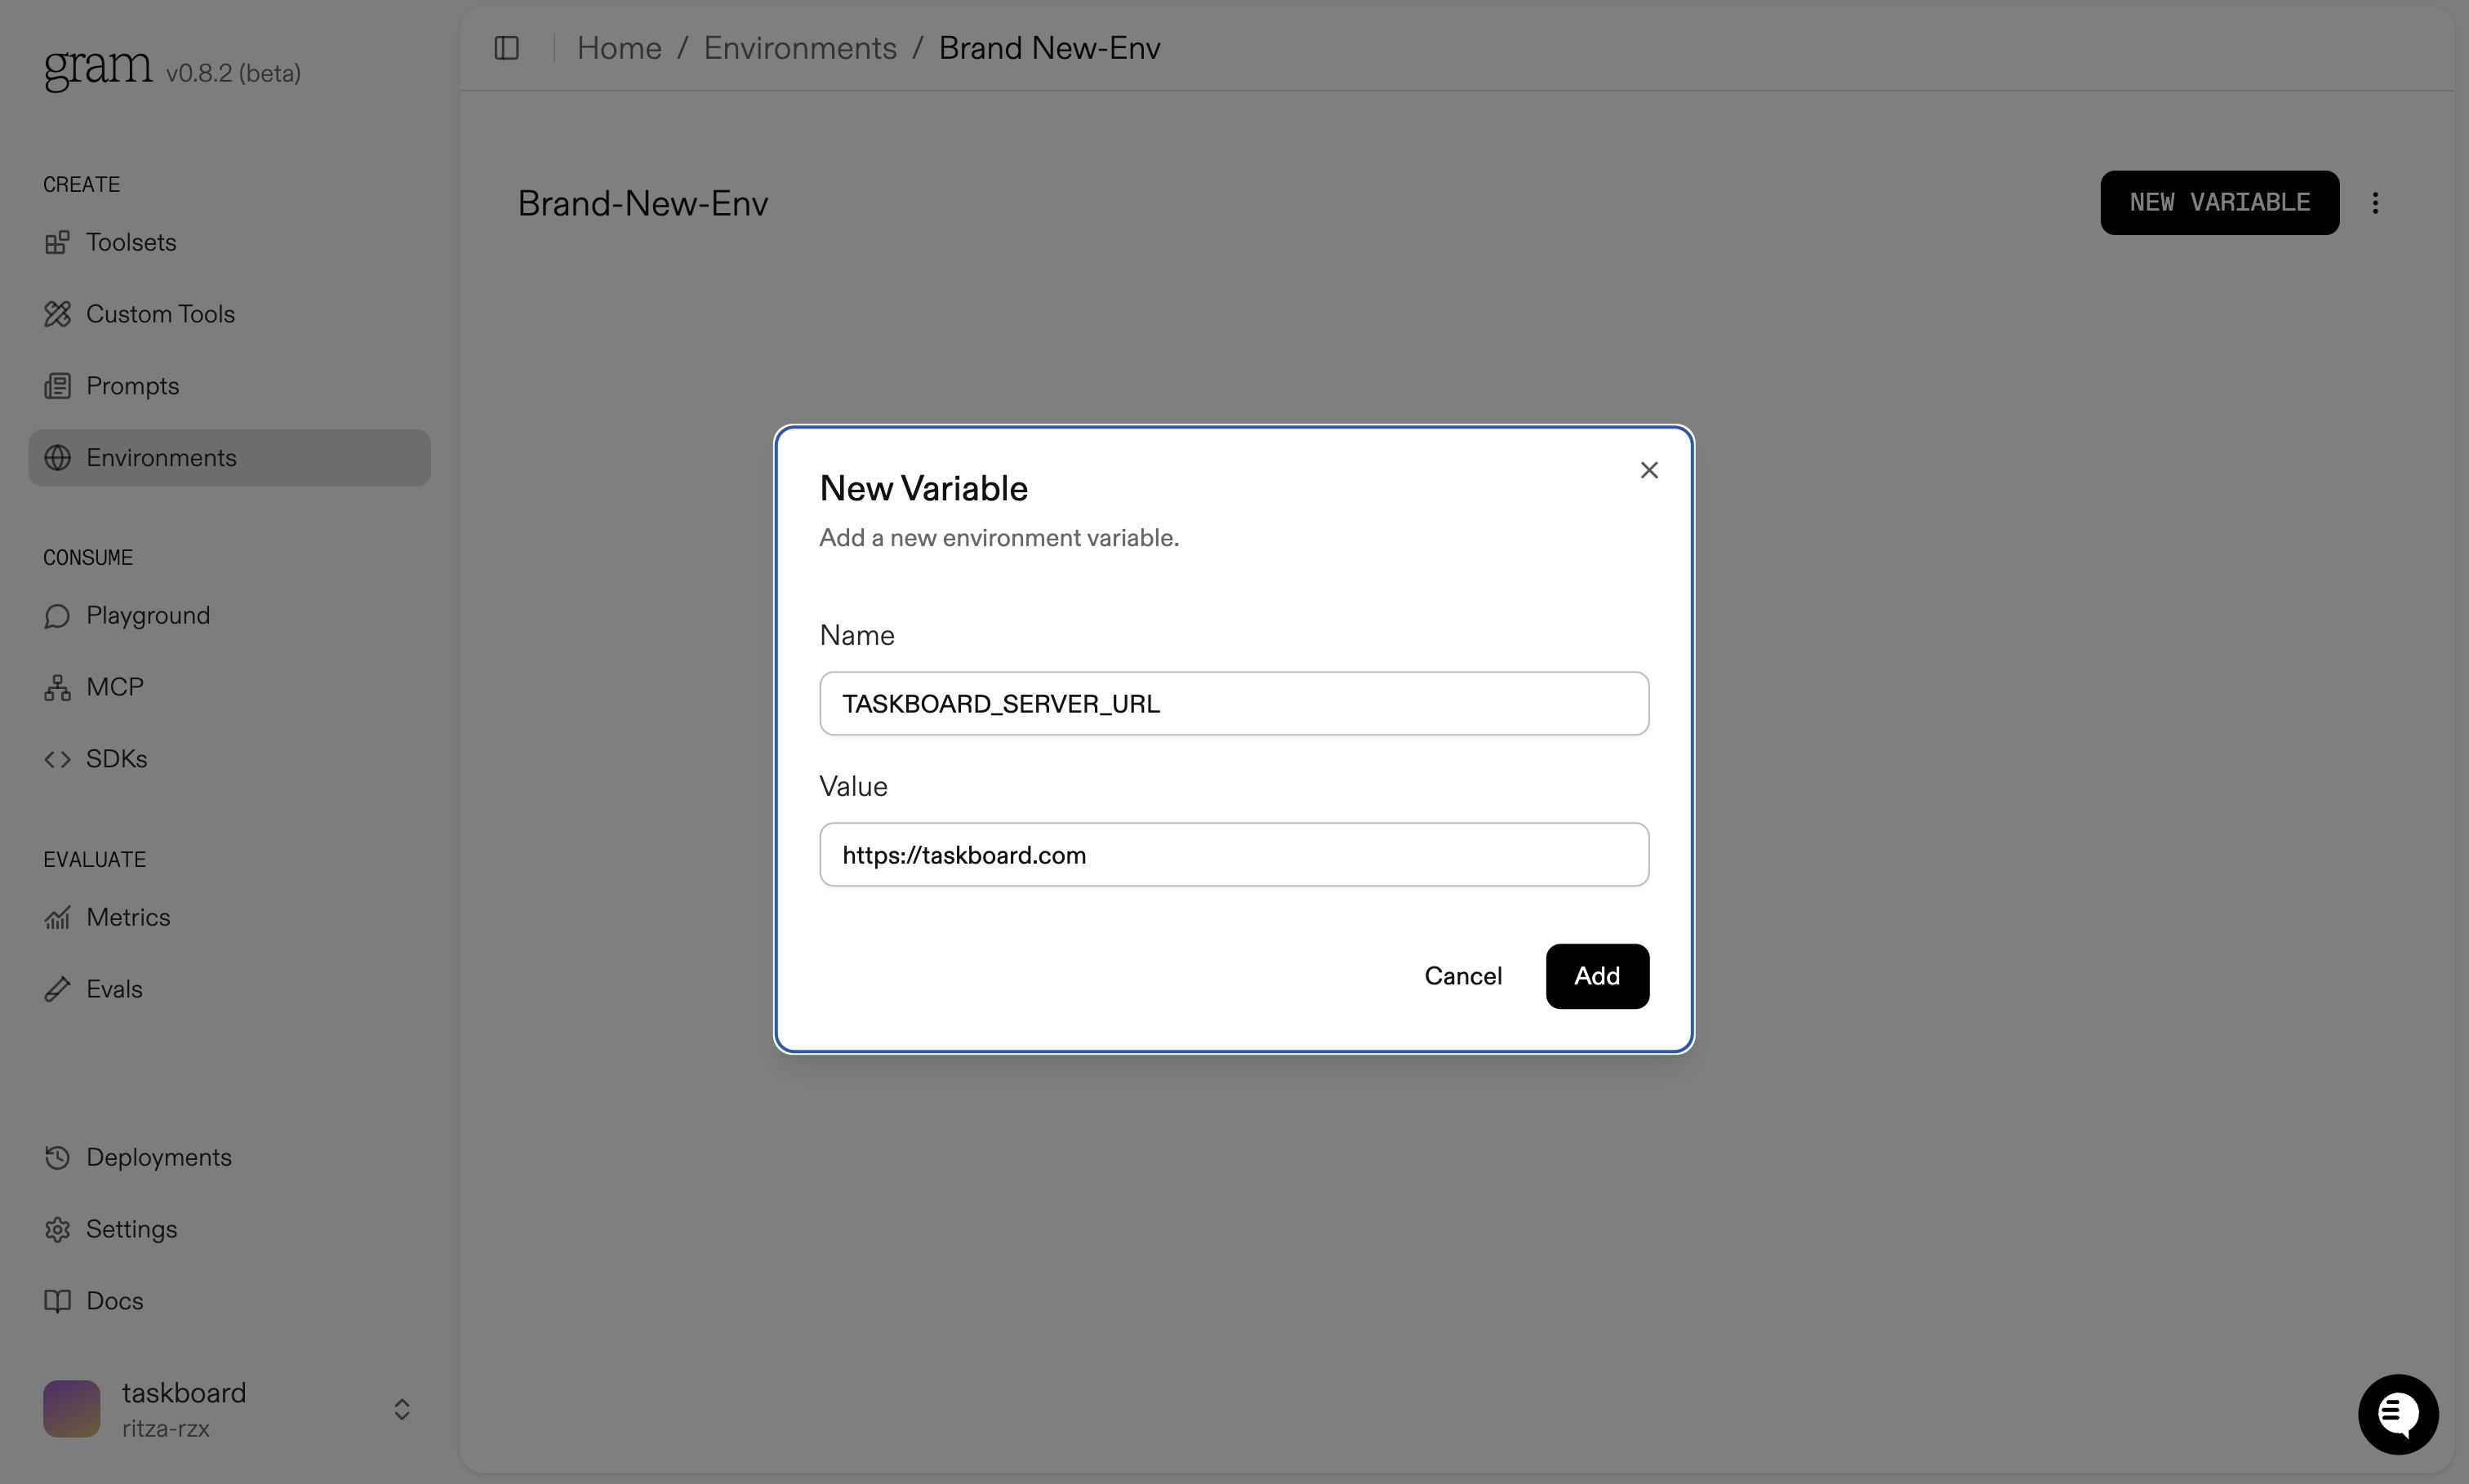 gram v0.8.2 (beta)
CREATE
Toolsets
Custom Tools
Prompts
Environments
CONSUME
Playground
MCP
SDKs
EVALUATE
Metrics
Evals
Deployments
Settings
Docs
taskboard
ritza-rzx
Home / Environments / Brand New-Env
Brand-New-Env
NEW VARIABLE
New Variable
Add a new environment variable.
Name
TASKBOARD_SERVER_URL
Value
https://taskboard.com
Cancel
Add